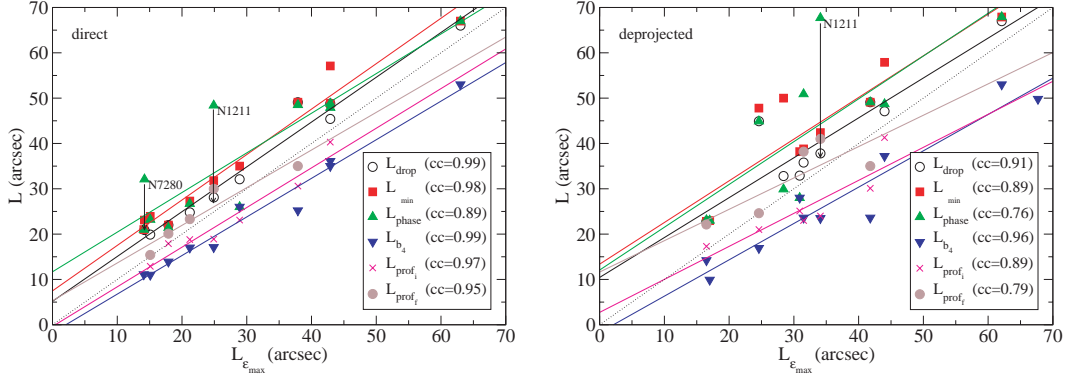 direct
70
60
50
40
30
20
10
0
L (arcsec)
N1211
N7280
L_drop (cc=0.99)
L_min (cc=0.98)
L_phase (cc=0.89)
L_b_4 (cc=0.99)
L_prof_i (cc=0.97)
L_prof_f (cc=0.95)
0 10 20 30 40 50 60 70
L_ε_max (arcsec)
deprojected
70
60
50
40
30
20
10
0
L (arcsec)
N1211
L_drop (cc=0.91)
L_min (cc=0.89)
L_phase (cc=0.76)
L_b_4 (cc=0.96)
L_prof_i (cc=0.89)
L_prof_f (cc=0.79)
0 10 20 30 40 50 60 70
L_ε_max (arcsec)